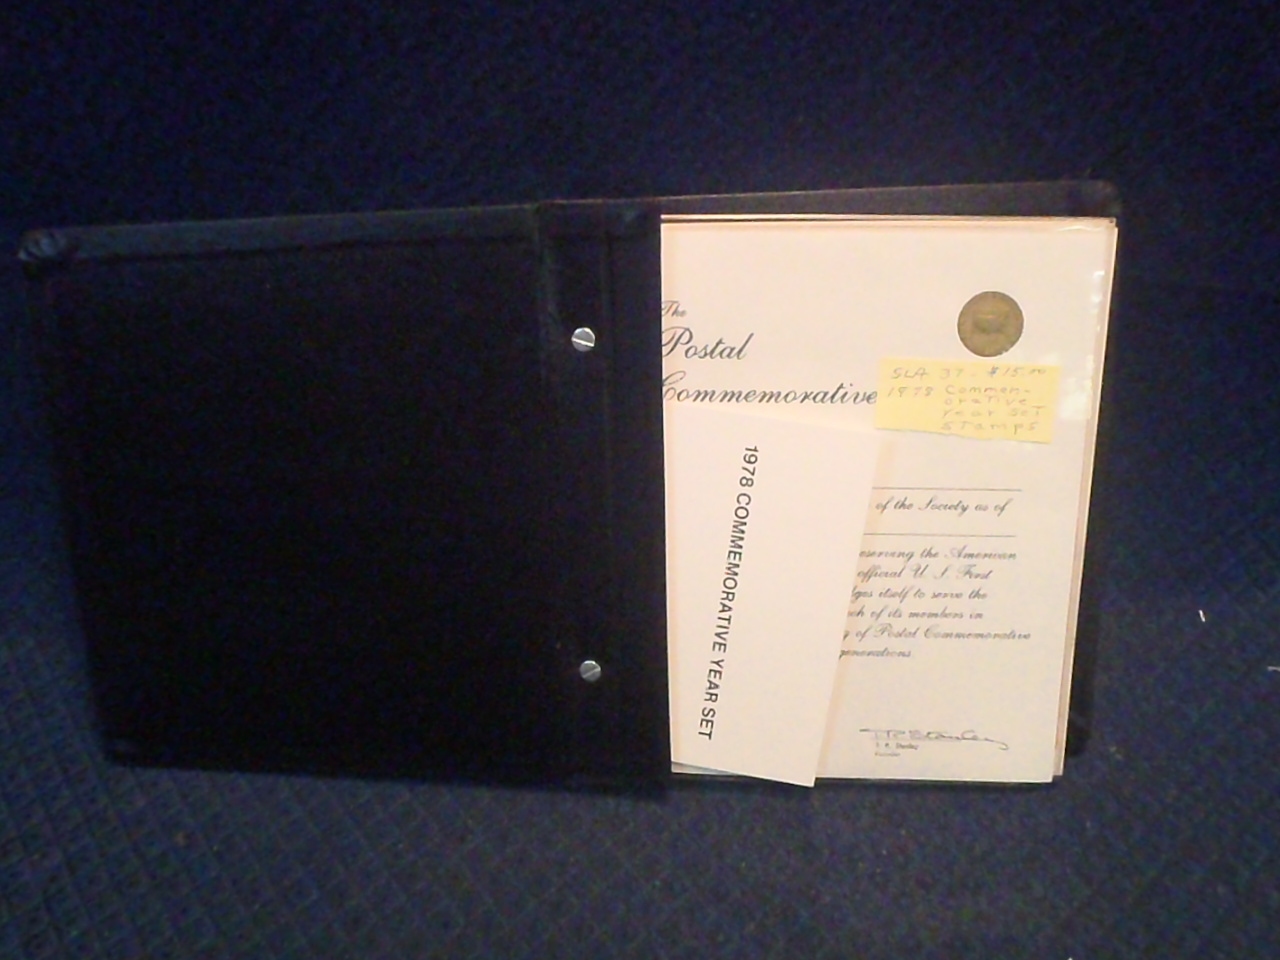 The
Postal
Commemorative
SLA 37 - $15.00
1978 Commem-
orative
year set
stamps
1978 COMMEMORATIVE YEAR SET
of the Society as of
eserving the American
official U. S. First
dges itself to serve the
each of its members in
g of Postal Commemorative
generations.